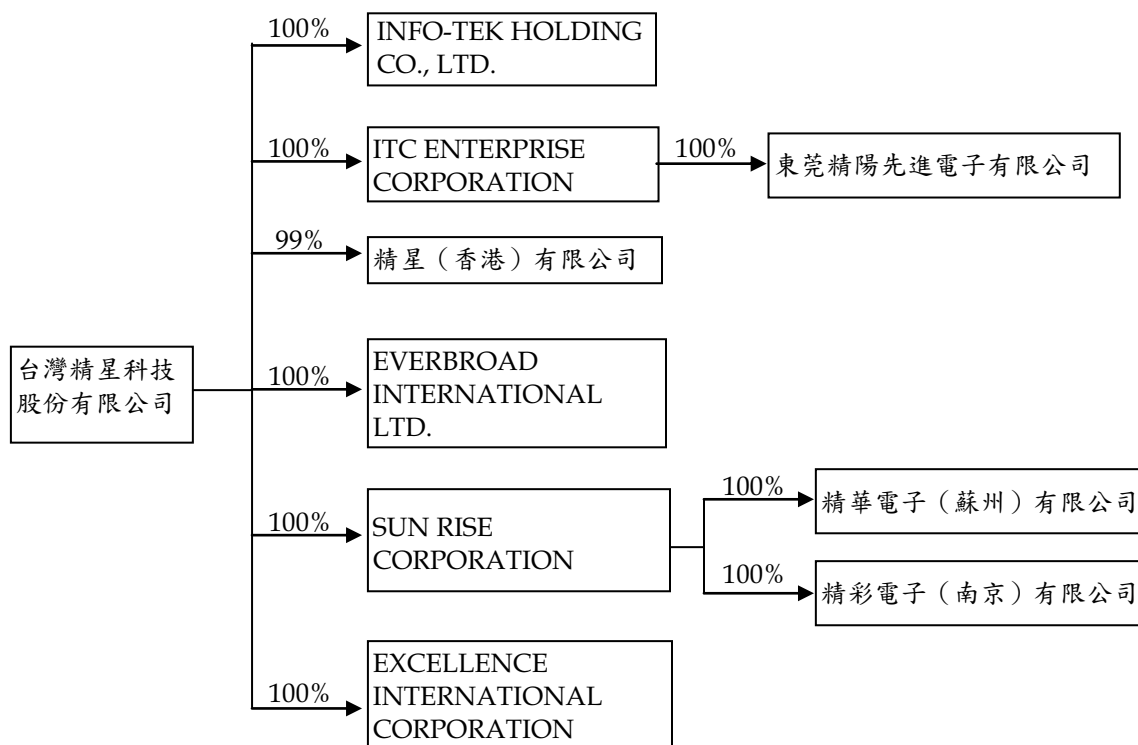 100%
INFO-TEK HOLDING
CO., LTD.
100%
ITC ENTERPRISE
CORPORATION
100%
東莞精陽先進電子有限公司
99%
精星（香港）有限公司
台灣精星科技
股份有限公司
100%
EVERBROAD
INTERNATIONAL
LTD.
100%
SUN RISE
CORPORATION
100%
精華電子（蘇州）有限公司
100%
精彩電子（南京）有限公司
100%
EXCELLENCE
INTERNATIONAL
CORPORATION